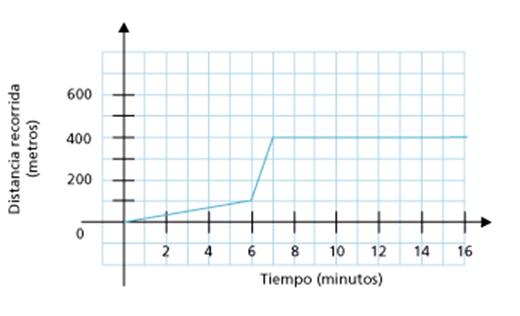 Distancia recorrida
(metros)
600
400
200
0
2 4 6 8 10 12 14 16
Tiempo (minutos)